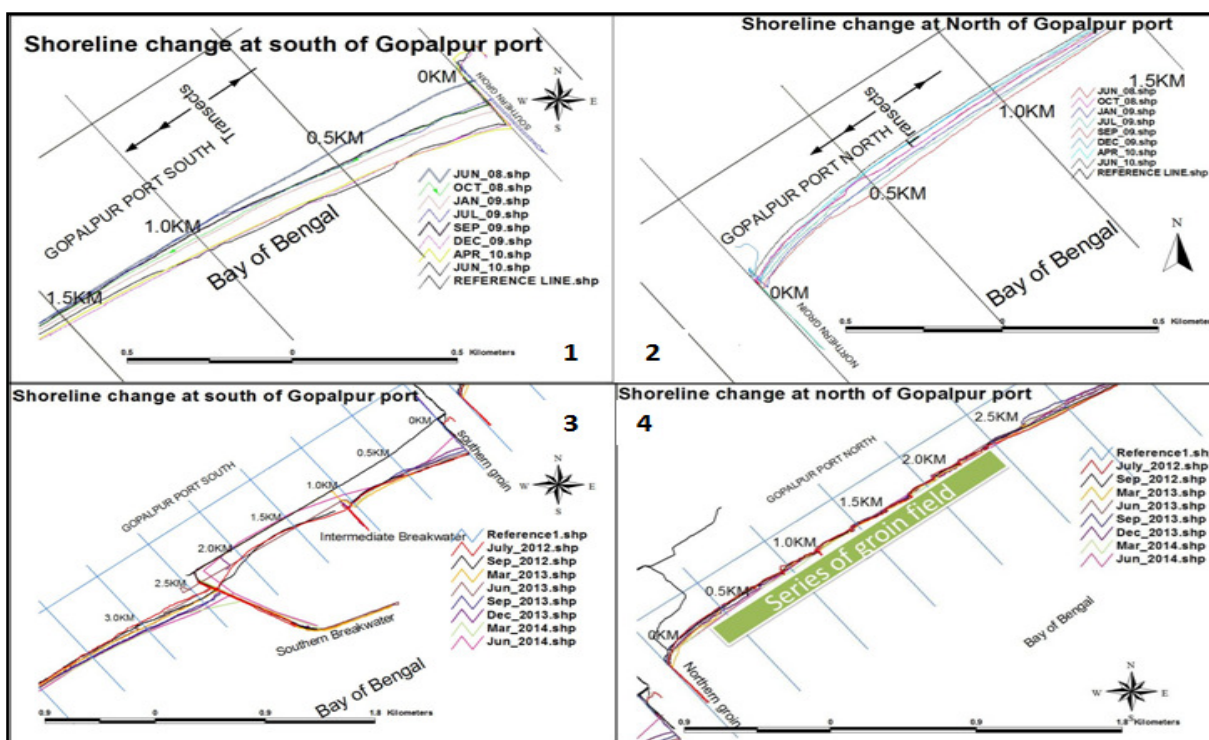 Shoreline change at south of Gopalpur port
0KM
SOUTHERN GROIN
N
W E
S
Transects
0.5KM
GOPALPUR PORT SOUTH
1.0KM
Bay of Bengal
1.5KM
JUN_08.shp
OCT_08.shp
JAN_09.shp
JUL_09.shp
SEP_09.shp
DEC_09.shp
APR_10.shp
JUN_10.shp
REFERENCE LINE.shp
0.5 0 0.5 Kilometers
1
Shoreline change at North of Gopalpur port
1.5KM
1.0KM
Transects
GOPALPUR PORT NORTH
0.5KM
0KM
NORTHERN GROIN
Bay of Bengal
JUN_08.shp
OCT_08.shp
JAN_09.shp
JUL_09.shp
SEP_09.shp
DEC_09.shp
APR_10.shp
JUN_10.shp
REFERENCE LINE.shp
N
0.5 0 0.5
Kilometers
2
Shoreline change at south of Gopalpur port
3
0KM
southern groin
0.5KM
GOPALPUR PORT SOUTH
1.0KM
1.5KM
Intermediate Breakwater
2.0KM
2.5KM
3.0KM
Southern Breakwater
Bay of Bengal
N
W E
S
Reference1.shp
July_2012.shp
Sep_2012.shp
Mar_2013.shp
Jun_2013.shp
Sep_2013.shp
Dec_2013.shp
Mar_2014.shp
Jun_2014.shp
0.9 0 0.9 1.8 Kilometers
Shoreline change at north of Gopalpur port
4
2.5KM
GOPALPUR PORT NORTH
2.0KM
1.5KM
1.0KM
Series of groin field
0.5KM
0KM
Northern groin
Bay of Bengal
Reference1.sh
July_2012.shp
Sep_2012.shp
Mar_2013.shp
Jun_2013.shp
Sep_2013.shp
Dec_2013.shp
Mar_2014.shp
Jun_2014.shp
N
W E
S
0.9 0 0.9 1.8 Kilometers